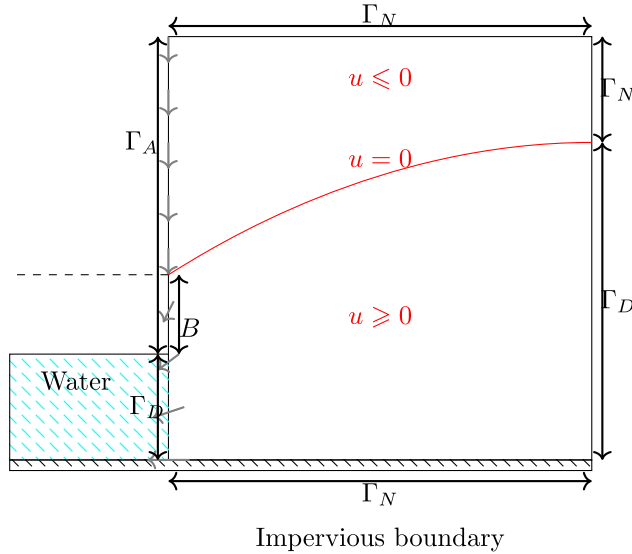 Γ_N
u ⩽ 0
Γ_N
Γ_A
u = 0
Γ_D
u ⩾ 0
B
Water
Γ_D
Γ_N
Impervious boundary